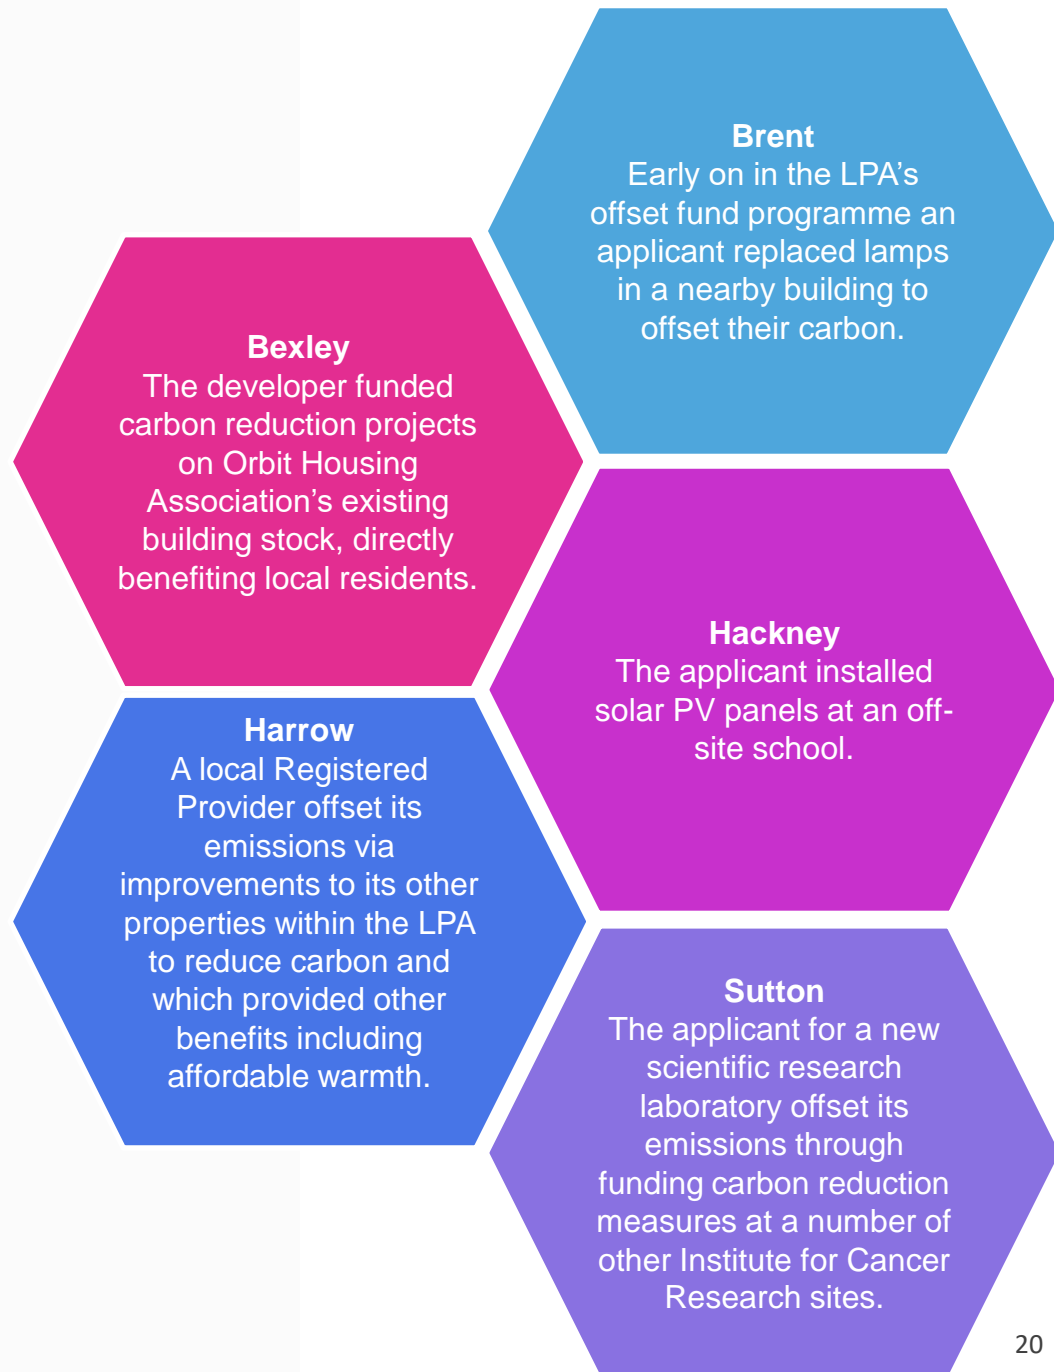 Brent
Early on in the LPA's
offset fund programme an
applicant replaced lamps
in a nearby building to
offset their carbon.
Bexley
The developer funded
carbon reduction projects
on Orbit Housing
Association's existing
building stock, directly
benefiting local residents.
Hackney
The applicant installed
solar PV panels at an off-
site school.
Harrow
A local Registered
Provider offset its
emissions via
improvements to its other
properties within the LPA
to reduce carbon and
which provided other
benefits including
affordable warmth.
Sutton
The applicant for a new
scientific research
laboratory offset its
emissions through
funding carbon reduction
measures at a number of
other Institute for Cancer
Research sites.
20